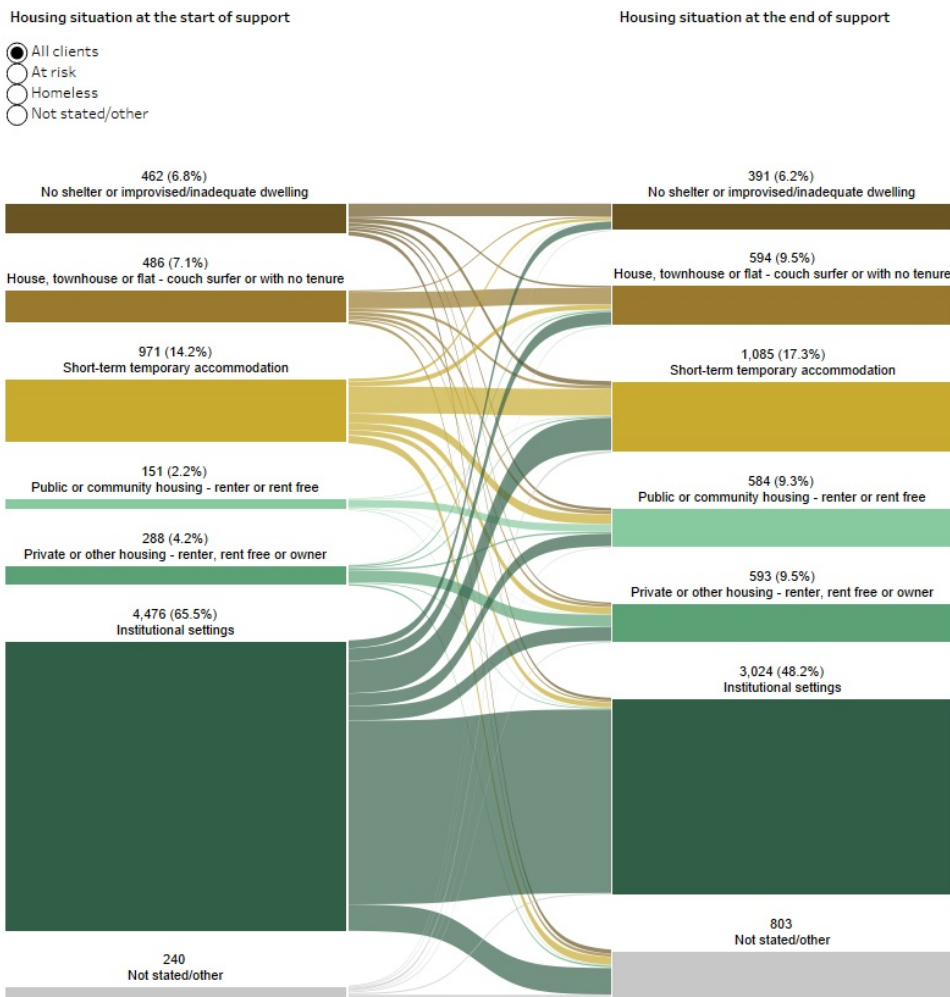 Housing situation at the start of support
Housing situation at the end of support
All clients
At risk
Homeless
Not stated/other
462 (6.8%)
No shelter or improvised/inadequate dwelling
486 (7.1%)
House, townhouse or flat - couch surfer or with no tenure
971 (14.2%)
Short-term temporary accommodation
151 (2.2%)
Public or community housing - renter or rent free
288 (4.2%)
Private or other housing - renter, rent free or owner
4,476 (65.5%)
Institutional settings
240
Not stated/other
391 (6.2%)
No shelter or improvised/inadequate dwelling
594 (9.5%)
House, townhouse or flat - couch surfer or with no tenure
1,085 (17.3%)
Short-term temporary accommodation
584 (9.3%)
Public or community housing - renter or rent free
593 (9.5%)
Private or other housing - renter, rent free or owner
3,024 (48.2%)
Institutional settings
803
Not stated/other